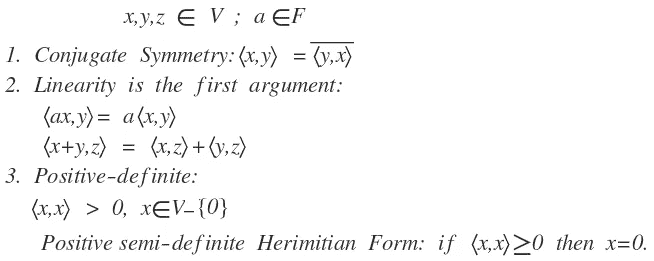 x,y,z ∈ V ; a ∈F
1. Conjugate Symmetry: ⟨x,y⟩ = \overline{⟨y,x⟩}
2. Linearity is the first argument:
⟨ax,y⟩ = a⟨x,y⟩
⟨x+y,z⟩ = ⟨x,z⟩+⟨y,z⟩
3. Positive-definite:
⟨x,x⟩ > 0, x∈V–{0}
Positive semi-definite Herimitian Form: if ⟨x,x⟩≥0 then x=0.